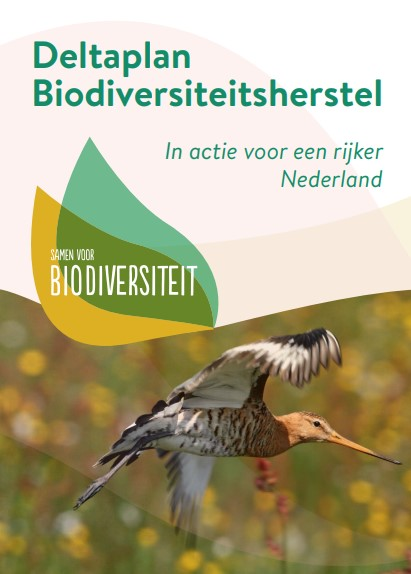 Deltaplan
Biodiversiteitsherstel
In actie voor een rijker
Nederland
SAMEN VOOR
BIODIVERSITEIT